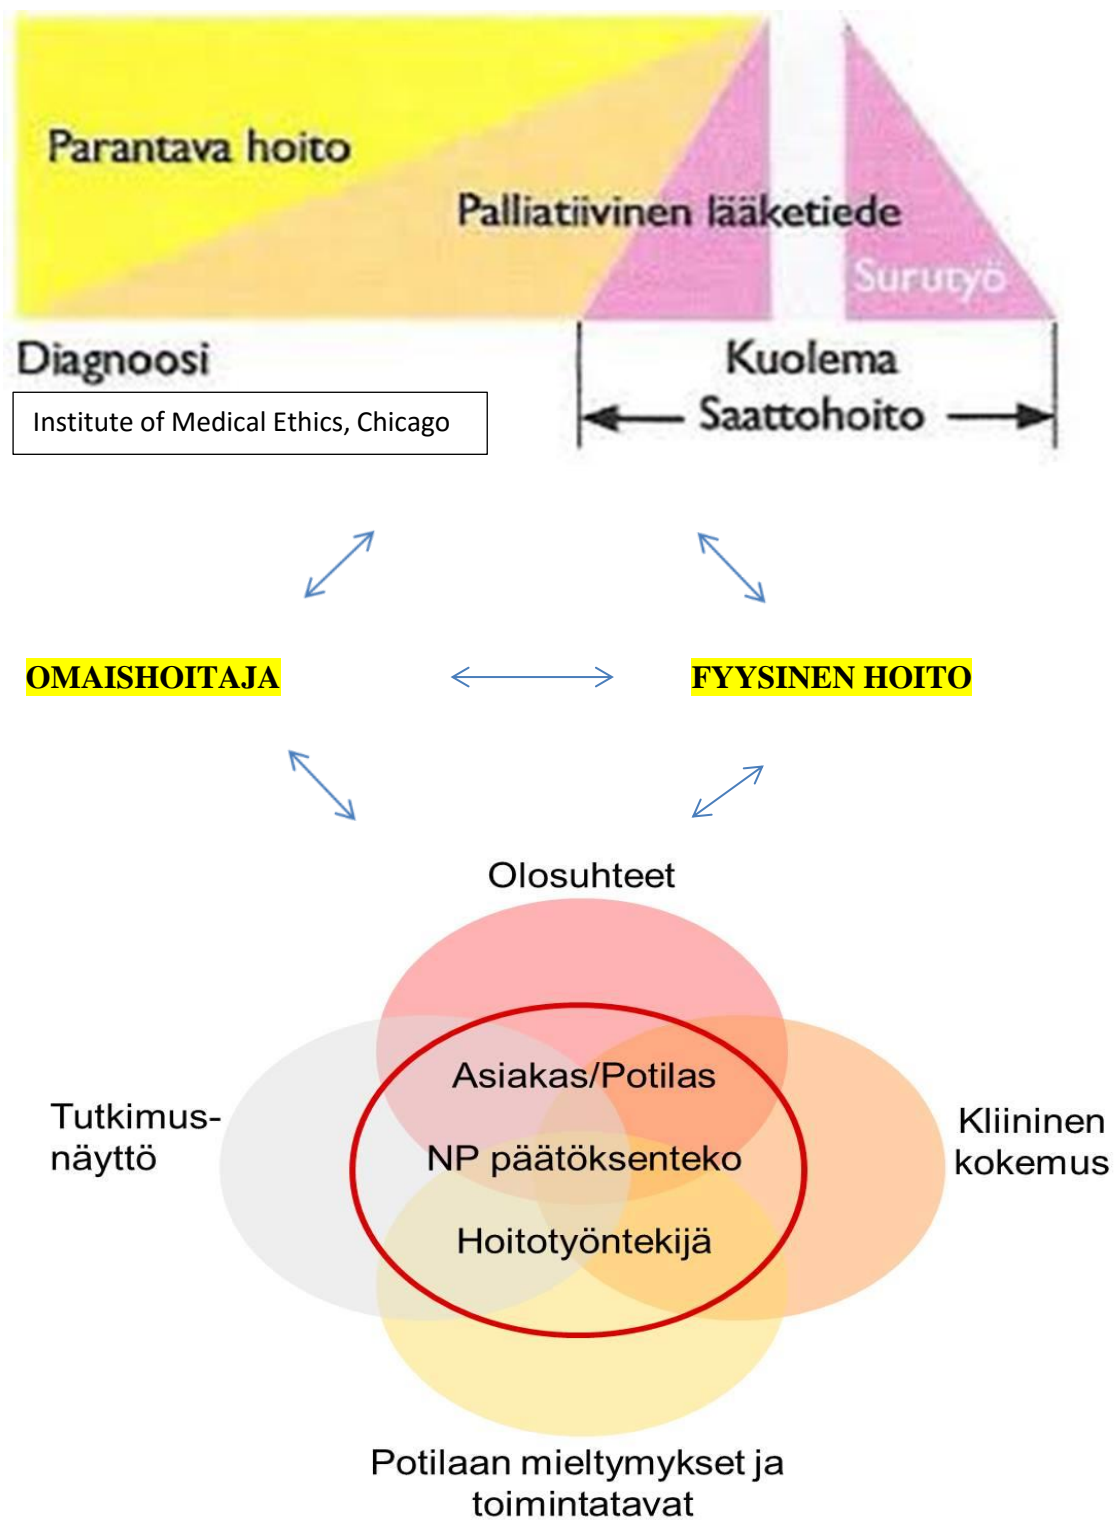 Parantava hoito
Palliatiivinen lääketiede
Surutyö
Diagnoosi
Kuolema
Institute of Medical Ethics, Chicago
Saattohoito
OMAISHOITAJA
FYYSINEN HOITO
Olosuhteet
Asiakas/Potilas
Tutkimus-
näyttö
Kliininen
kokemus
NP päätöksenteko
Hoitotyöntekijä
Potilaan mieltymykset ja
toimintatavat